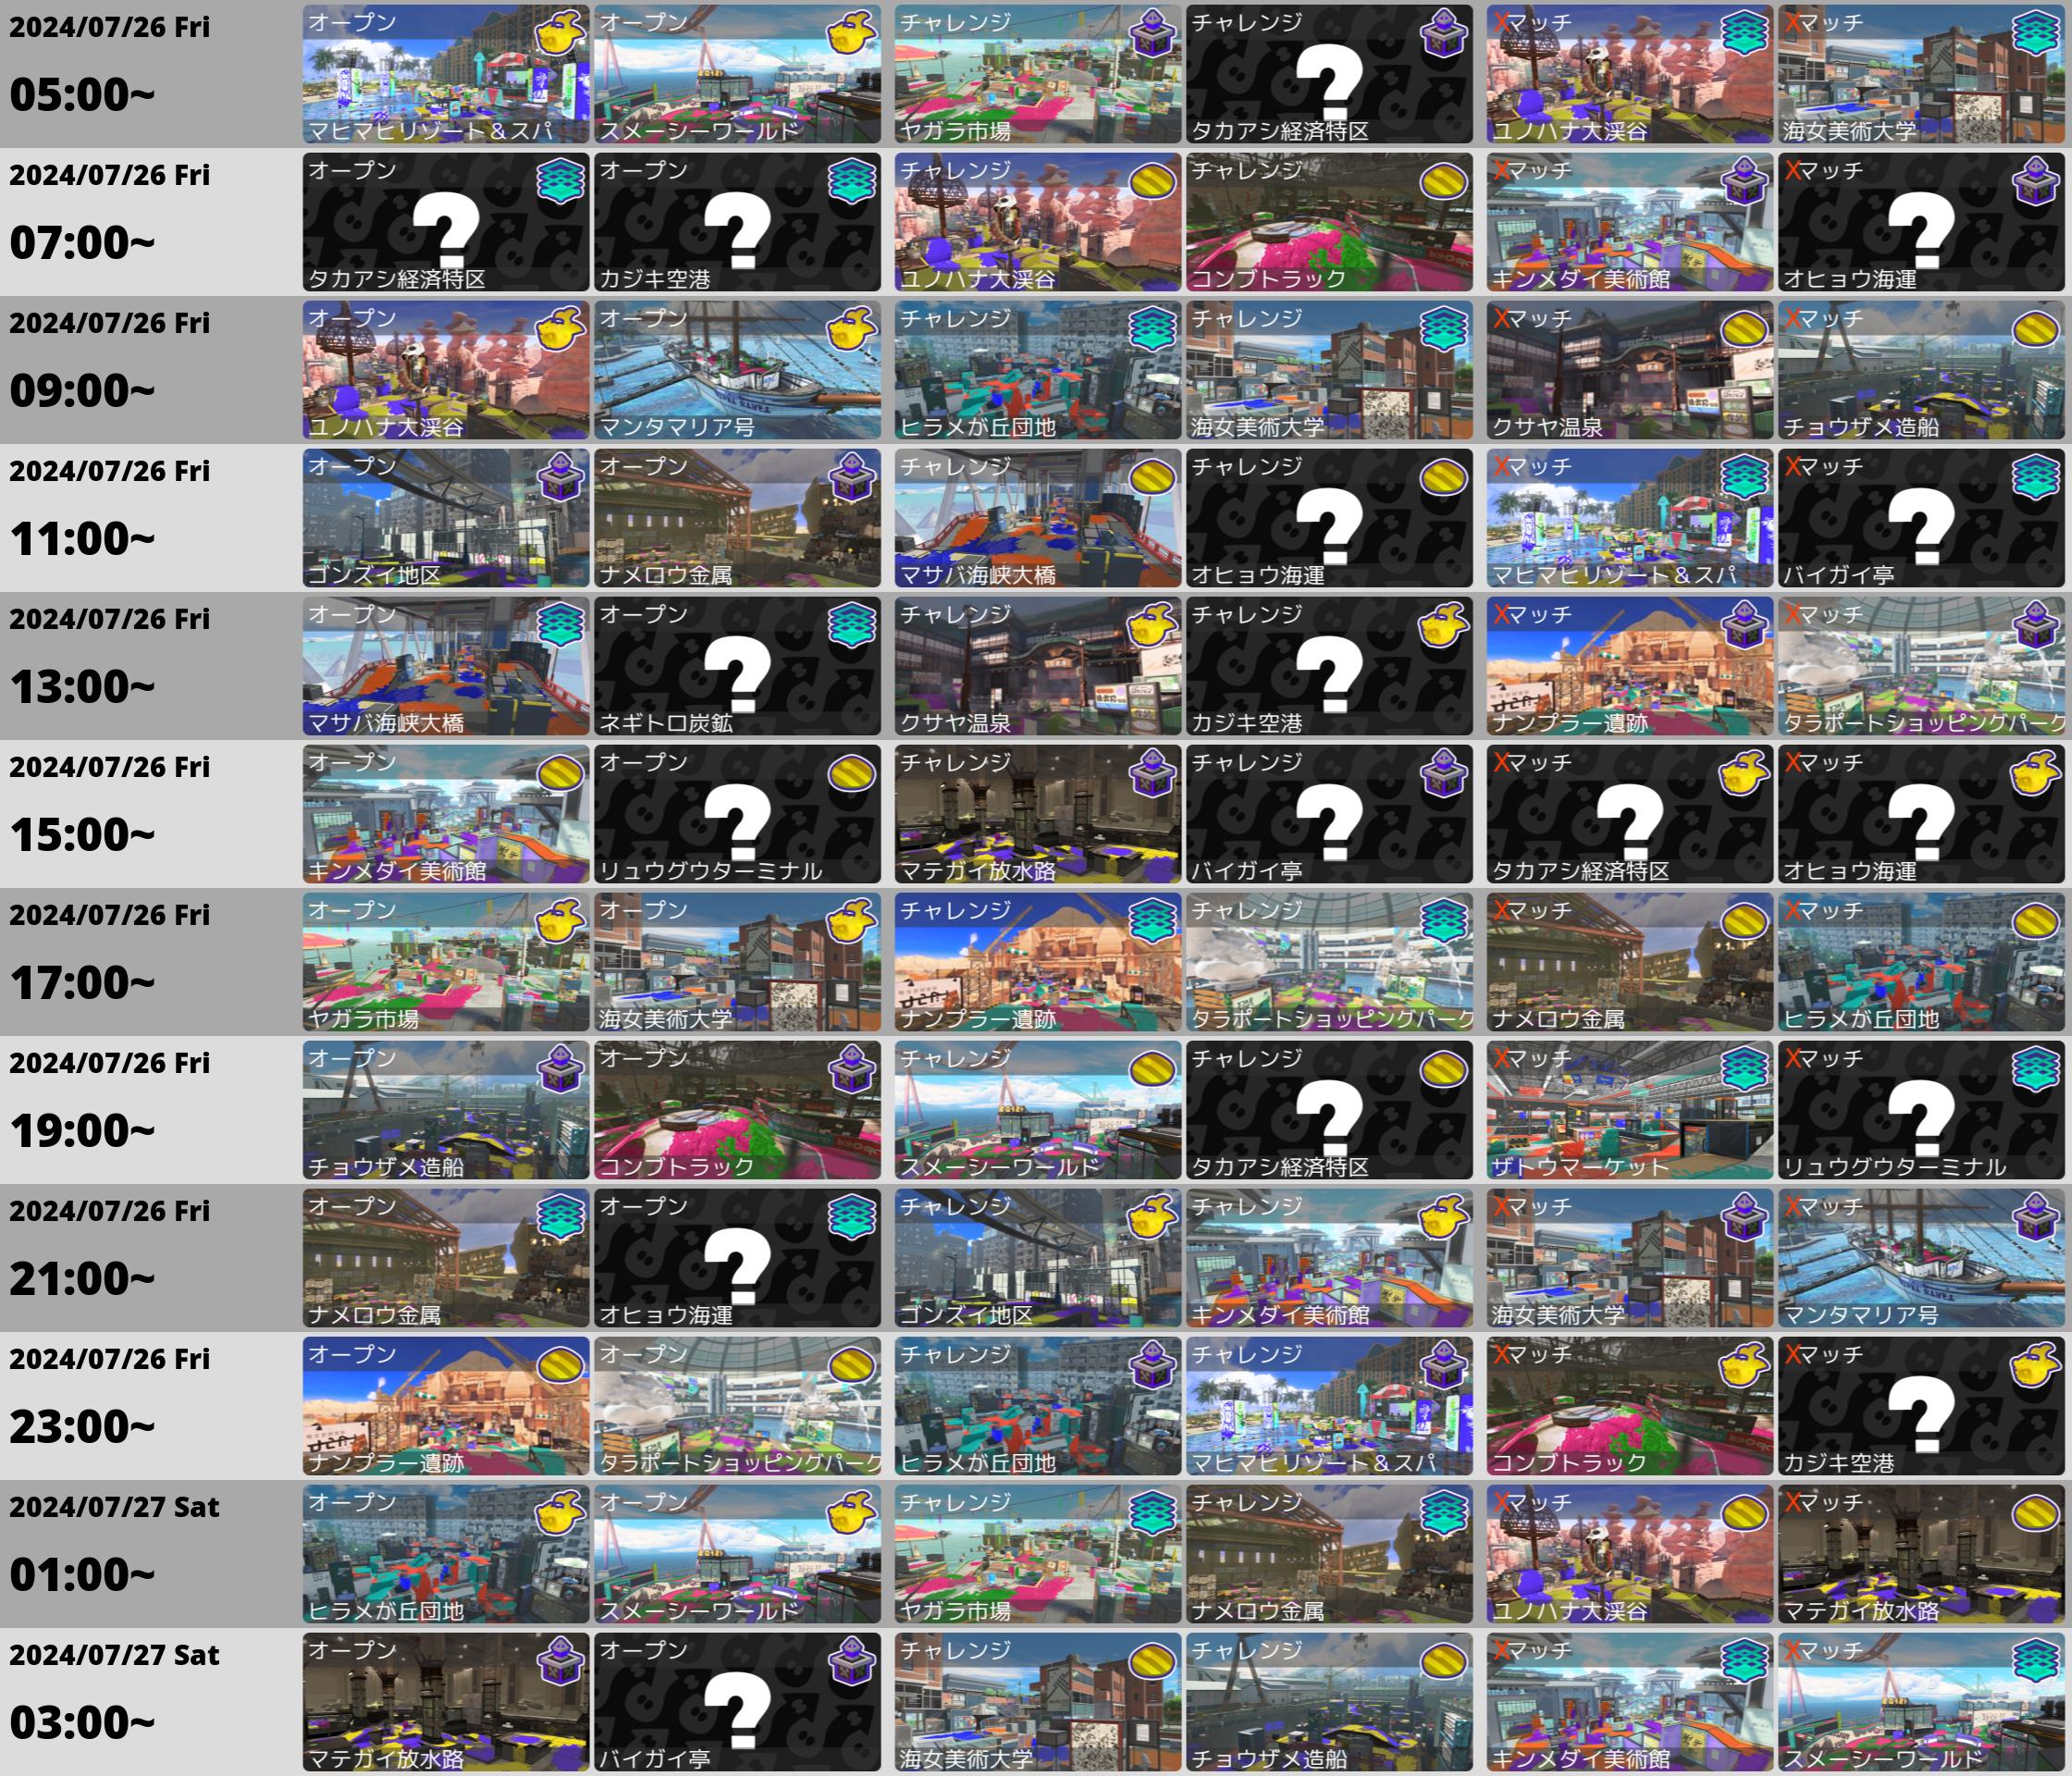 2024/07/26 Fri
05:00~
オープン オープン チャレンジ チャレンジ Xマッチ Xマッチ
マヒマヒリゾート&スパ スメーシーワールド ヤガラ市場 タカアシ経済特区 ユノハナ大渓谷 海女美術大学
2024/07/26 Fri
07:00~
オープン オープン チャレンジ チャレンジ Xマッチ Xマッチ
タカアシ経済特区 カジキ空港 ユノハナ大渓谷 コンブトラック キンメダイ美術館 オヒョウ海運
2024/07/26 Fri
09:00~
オープン オープン チャレンジ チャレンジ Xマッチ Xマッチ
ユノハナ大渓谷 マンタマリア号 ヒラメが丘団地 海女美術大学 クサヤ温泉 チョウザメ造船
2024/07/26 Fri
11:00~
オープン オープン チャレンジ チャレンジ Xマッチ Xマッチ
ゴンズイ地区 ナメロウ金属 マサバ海峡大橋 オヒョウ海運 マヒマヒリゾート&スパ バイガイ亭
2024/07/26 Fri
13:00~
オープン オープン チャレンジ チャレンジ Xマッチ Xマッチ
マサバ海峡大橋 ネギトロ炭鉱 クサヤ温泉 カジキ空港 ナンプラー遺跡 タラポートショッピングパーク
2024/07/26 Fri
15:00~
オープン オープン チャレンジ チャレンジ Xマッチ Xマッチ
キンメダイ美術館 リュウグウターミナル マテガイ放水路 バイガイ亭 タカアシ経済特区 オヒョウ海運
2024/07/26 Fri
17:00~
オープン オープン チャレンジ チャレンジ Xマッチ Xマッチ
ヤガラ市場 海女美術大学 ナンプラー遺跡 タラポートショッピングパーク ナメロウ金属 ヒラメが丘団地
2024/07/26 Fri
19:00~
オープン オープン チャレンジ チャレンジ Xマッチ Xマッチ
チョウザメ造船 コンブトラック スメーシーワールド タカアシ経済特区 ザトウマーケット リュウグウターミナル
2024/07/26 Fri
21:00~
オープン オープン チャレンジ チャレンジ Xマッチ Xマッチ
ナメロウ金属 オヒョウ海運 ゴンズイ地区 キンメダイ美術館 海女美術大学 マンタマリア号
2024/07/26 Fri
23:00~
オープン オープン チャレンジ チャレンジ Xマッチ Xマッチ
ナンプラー遺跡 タラポートショッピングパーク ヒラメが丘団地 マヒマヒリゾート&スパ コンブトラック カジキ空港
2024/07/27 Sat
01:00~
オープン オープン チャレンジ チャレンジ Xマッチ Xマッチ
ヒラメが丘団地 スメーシーワールド ヤガラ市場 ナメロウ金属 ユノハナ大渓谷 マテガイ放水路
2024/07/27 Sat
03:00~
オープン オープン チャレンジ チャレンジ Xマッチ Xマッチ
マテガイ放水路 バイガイ亭 海女美術大学 チョウザメ造船 キンメダイ美術館 スメーシーワールド